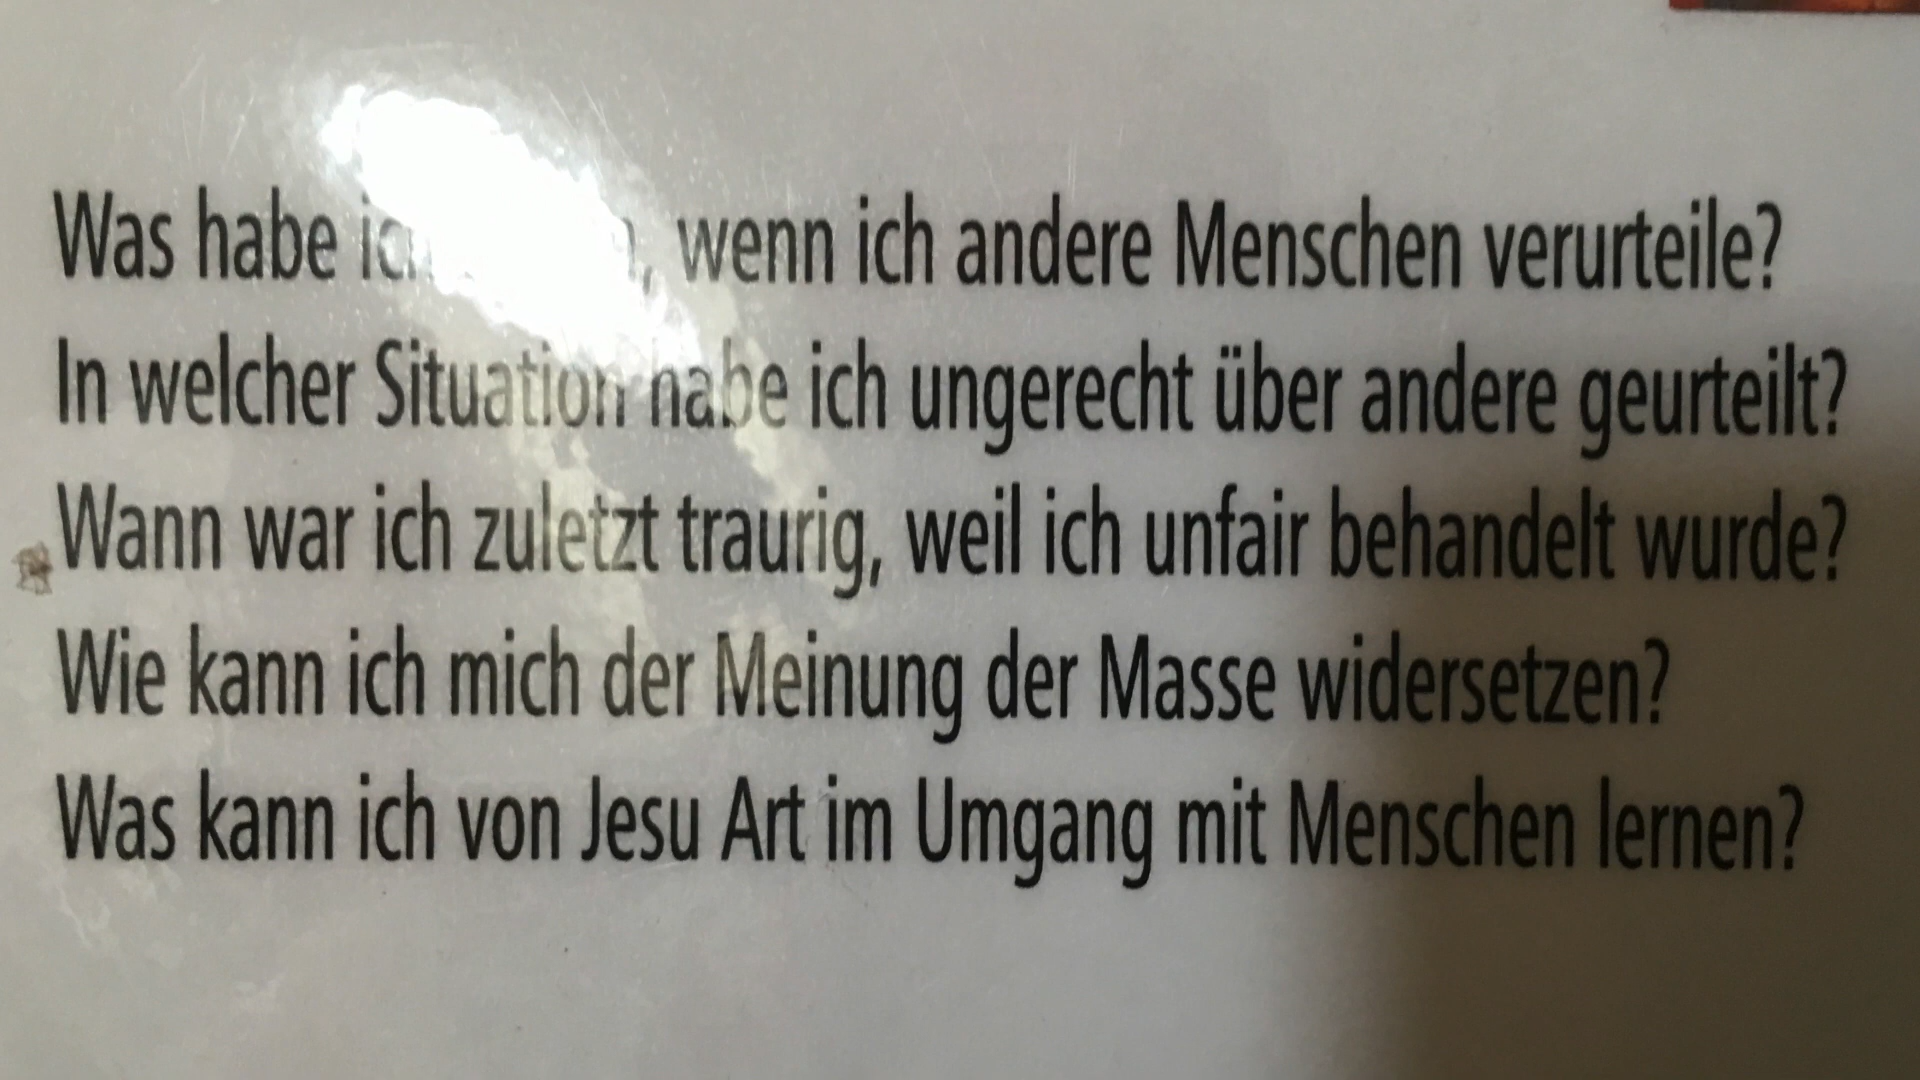 Was habe ich, wenn ich andere Menschen verurteile?
In welcher Situation habe ich ungerecht über andere geurteilt?
Wann war ich zuletzt traurig, weil ich unfair behandelt wurde?
Wie kann ich mich der Meinung der Masse widersetzen?
Was kann ich von Jesu Art im Umgang mit Menschen lernen?